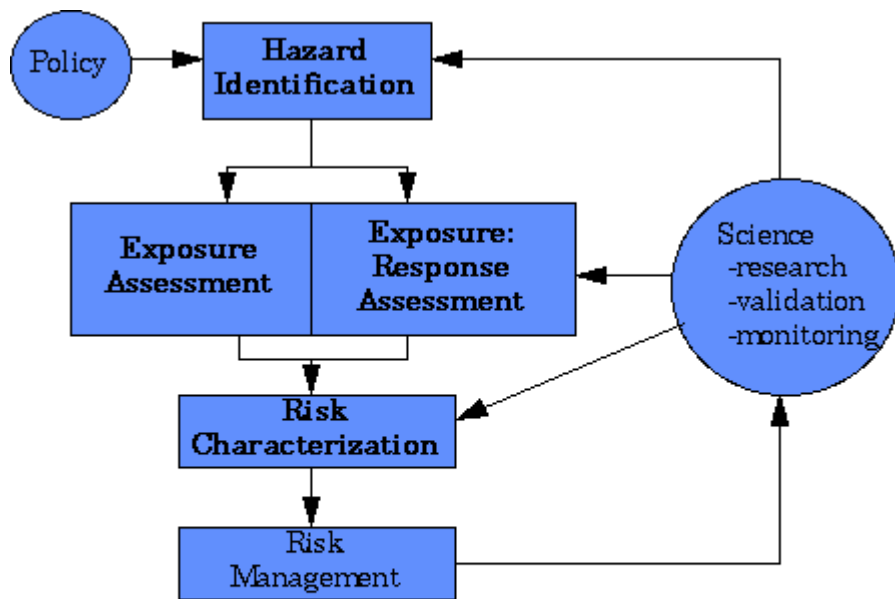 Policy
Hazard
Identification
Exposure
Assessment
Exposure:
Response
Assessment
Science
-research
-validation
-monitoring
Risk
Characterization
Risk
Management